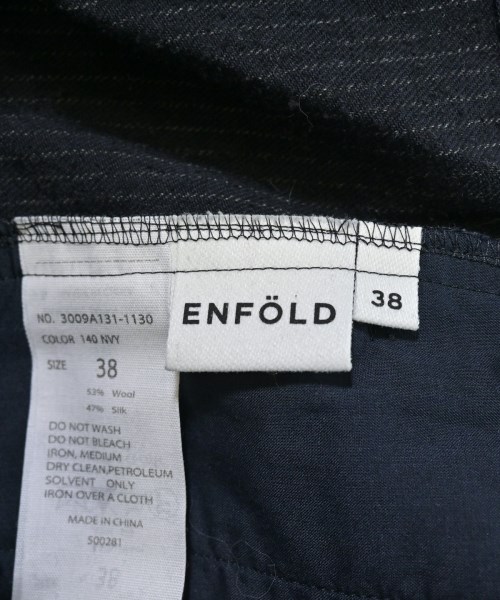 NO. 3009A131-1130
COLOR 140 NVY
SIZE 38
53% Wool
47% Silk
DO NOT WASH
DO NOT BLEACH
IRON, MEDIUM
DRY CLEAN,PETROLEUM
SOLVENT ONLY
IRON OVER A CLOTH
MADE IN CHINA
500281
38
ENFÖLD
38